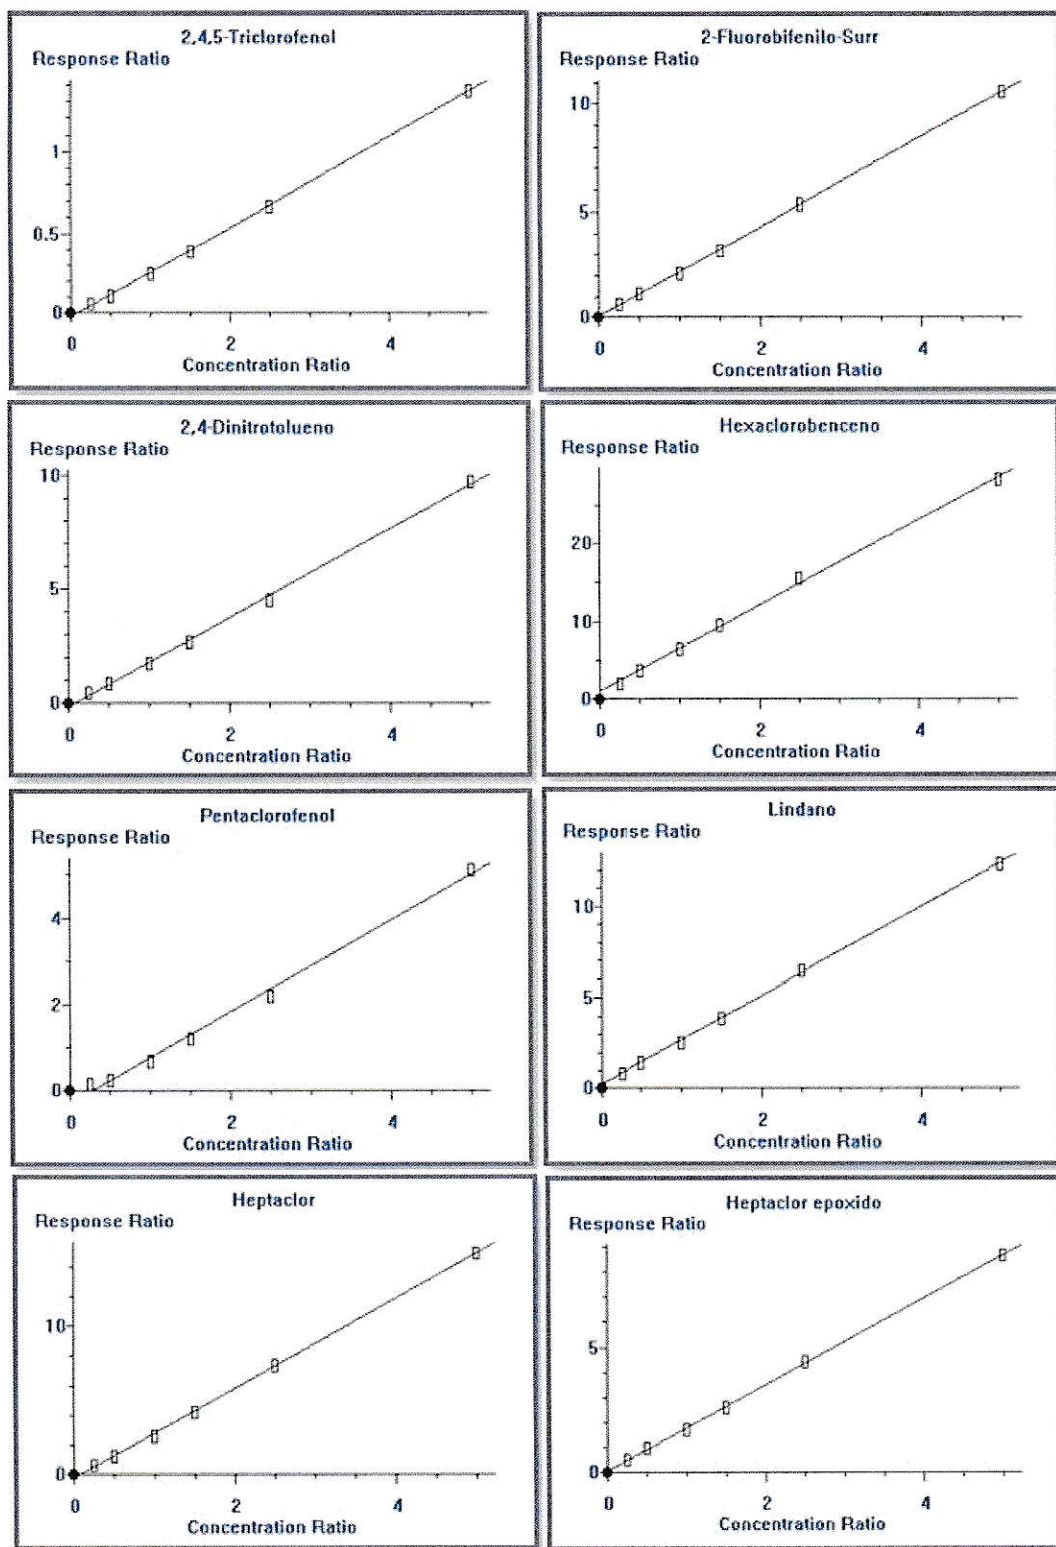 2,4,5-Triclorofenol
Response Ratio
1
0.5
0
0 2 4
Concentration Ratio
2-Fluorobifenilo-Surr
Response Ratio
10
5
0
0 2 4
Concentration Ratio
2,4-Dinitrotolueno
Response Ratio
10
5
0
0 2 4
Concentration Ratio
Hexaclorobenceno
Response Ratio
20
10
0
0 2 4
Concentration Ratio
Pentaclorofenol
Response Ratio
4
2
0
0 2 4
Concentration Ratio
Lindano
Response Ratio
10
5
0
0 2 4
Concentration Ratio
Heptaclor
Response Ratio
10
0
0 2 4
Concentration Ratio
Heptaclor epoxido
Response Ratio
5
0
0 2 4
Concentration Ratio